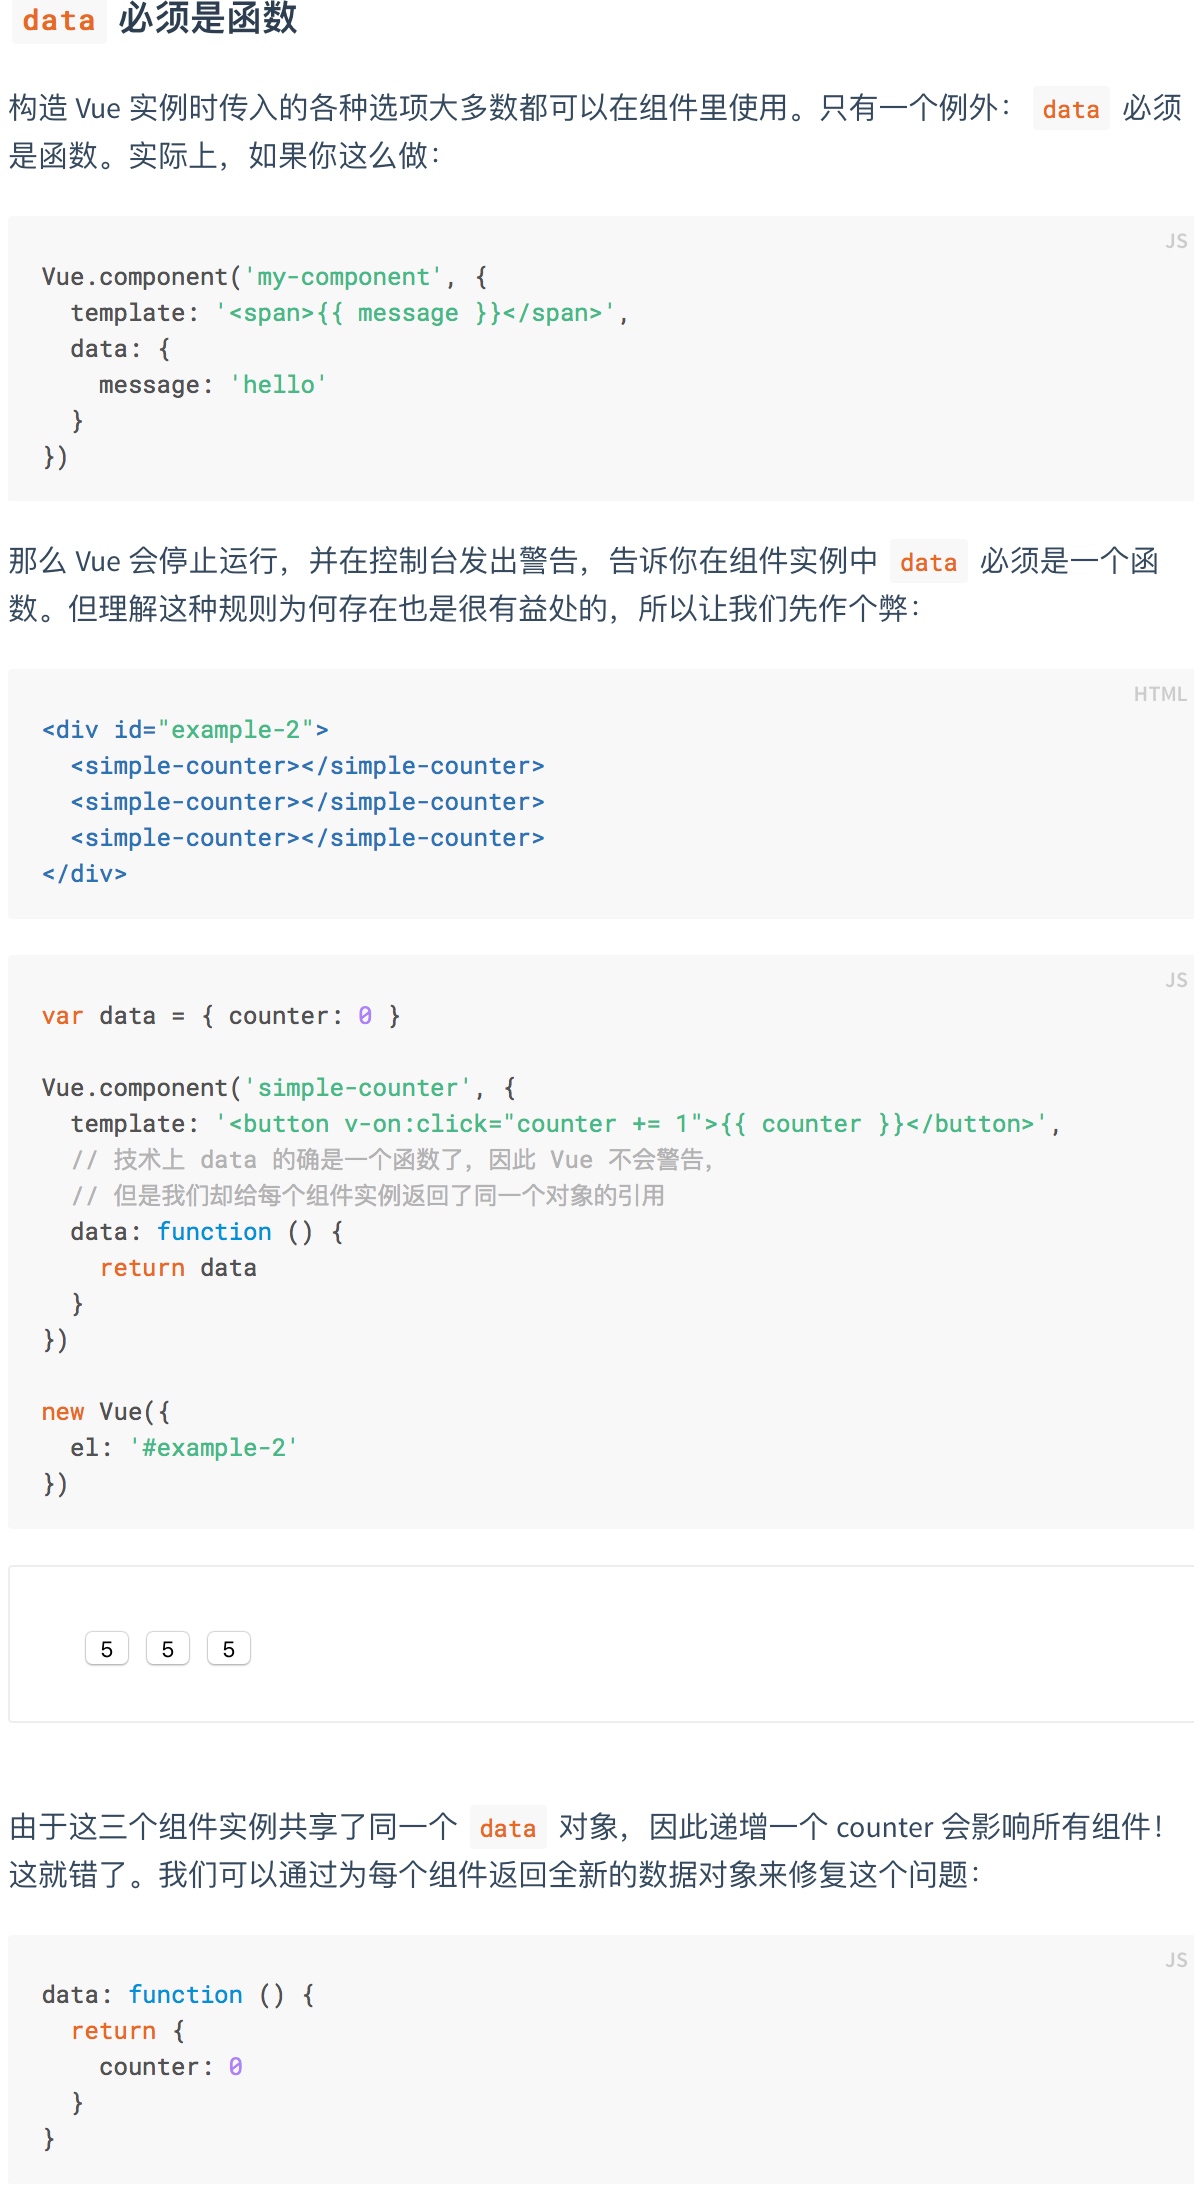 data 必须是函数
构造 Vue 实例时传入的各种选项大多数都可以在组件里使用。只有一个例外：data 必须
是函数。实际上，如果你这么做：
JS
Vue.component('my-component', {
  template: '<span>{{ message }}</span>',
  data: {
    message: 'hello'
  }
})
那么 Vue 会停止运行，并在控制台发出警告，告诉你在组件实例中 data 必须是一个函
数。但理解这种规则为何存在也是很有益处的，所以让我们先作个弊：
HTML
<div id="example-2">
  <simple-counter></simple-counter>
  <simple-counter></simple-counter>
  <simple-counter></simple-counter>
</div>
JS
var data = { counter: 0 }
Vue.component('simple-counter', {
  template: '<button v-on:click="counter += 1">{{ counter }}</button>',
  // 技术上 data 的确是一个函数了，因此 Vue 不会警告，
  // 但是我们却给每个组件实例返回了同一个对象的引用
  data: function () {
    return data
  }
})
new Vue({
  el: '#example-2'
})
5 5 5
由于这三个组件实例共享了同一个 data 对象，因此递增一个 counter 会影响所有组件！
这就错了。我们可以通过为每个组件返回全新的数据对象来修复这个问题：
JS
data: function () {
  return {
    counter: 0
  }
}